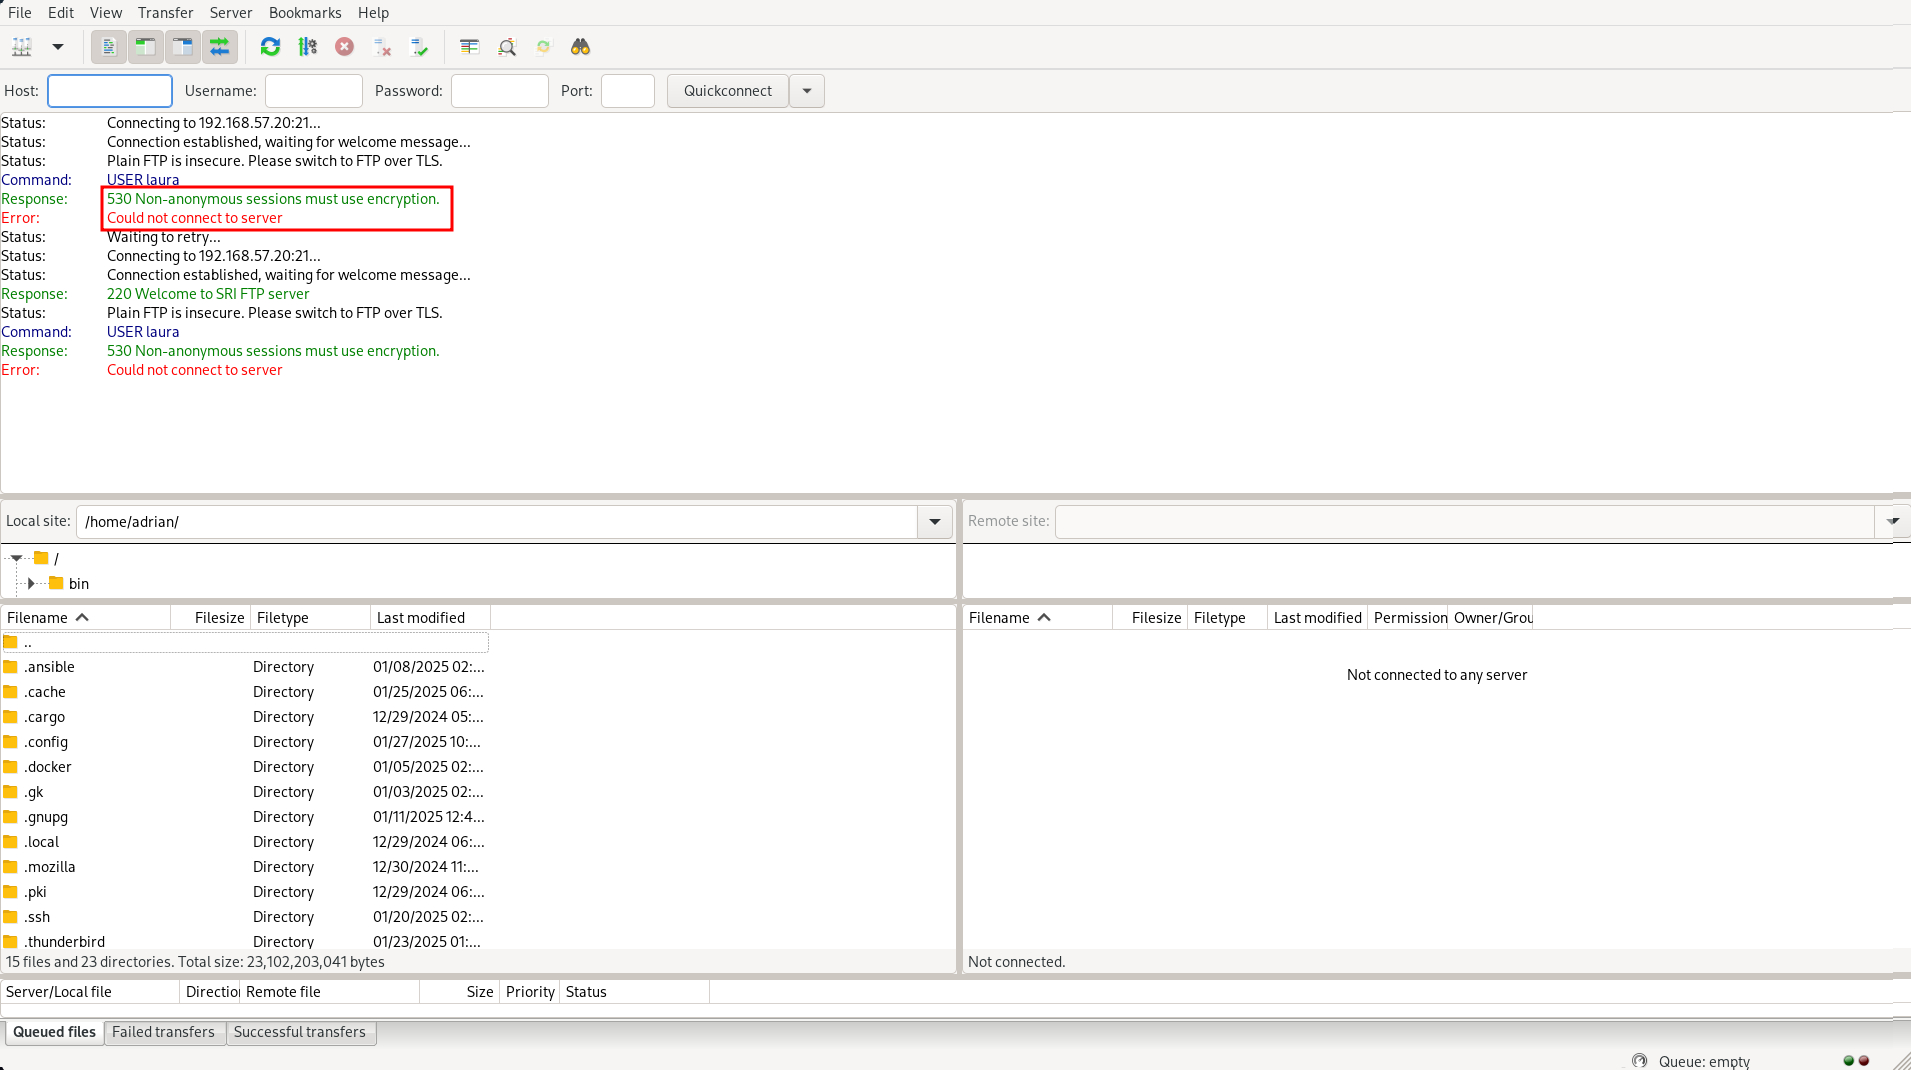 File Edit View Transfer Server Bookmarks Help
Host: Username: Password: Port: Quickconnect
Status: Connecting to 192.168.57.20:21...
Status: Connection established, waiting for welcome message...
Status: Plain FTP is insecure. Please switch to FTP over TLS.
Command: USER laura
Response: 530 Non-anonymous sessions must use encryption.
Error: Could not connect to server
Status: Waiting to retry...
Status: Connecting to 192.168.57.20:21...
Status: Connection established, waiting for welcome message...
Response: 220 Welcome to SRI FTP server
Status: Plain FTP is insecure. Please switch to FTP over TLS.
Command: USER laura
Response: 530 Non-anonymous sessions must use encryption.
Error: Could not connect to server
Local site: /home/adrian/
/
bin
Filename Filesize Filetype Last modified
..
.ansible Directory 01/08/2025 02:...
.cache Directory 01/25/2025 06:...
.cargo Directory 12/29/2024 05:...
.config Directory 01/27/2025 10:...
.docker Directory 01/05/2025 02:...
.gk Directory 01/03/2025 02:...
.gnupg Directory 01/11/2025 12:4...
.local Directory 12/29/2024 06:...
.mozilla Directory 12/30/2024 11:...
.pki Directory 12/29/2024 06:...
.ssh Directory 01/20/2025 02:...
.thunderbird Directory 01/23/2025 01:...
15 files and 23 directories. Total size: 23,102,203,041 bytes
Remote site:
Filename Filesize Filetype Last modified Permission Owner/Grou
Not connected to any server
Not connected.
Server/Local file Direction Remote file Size Priority Status
Queued files Failed transfers Successful transfers
Queue: empty